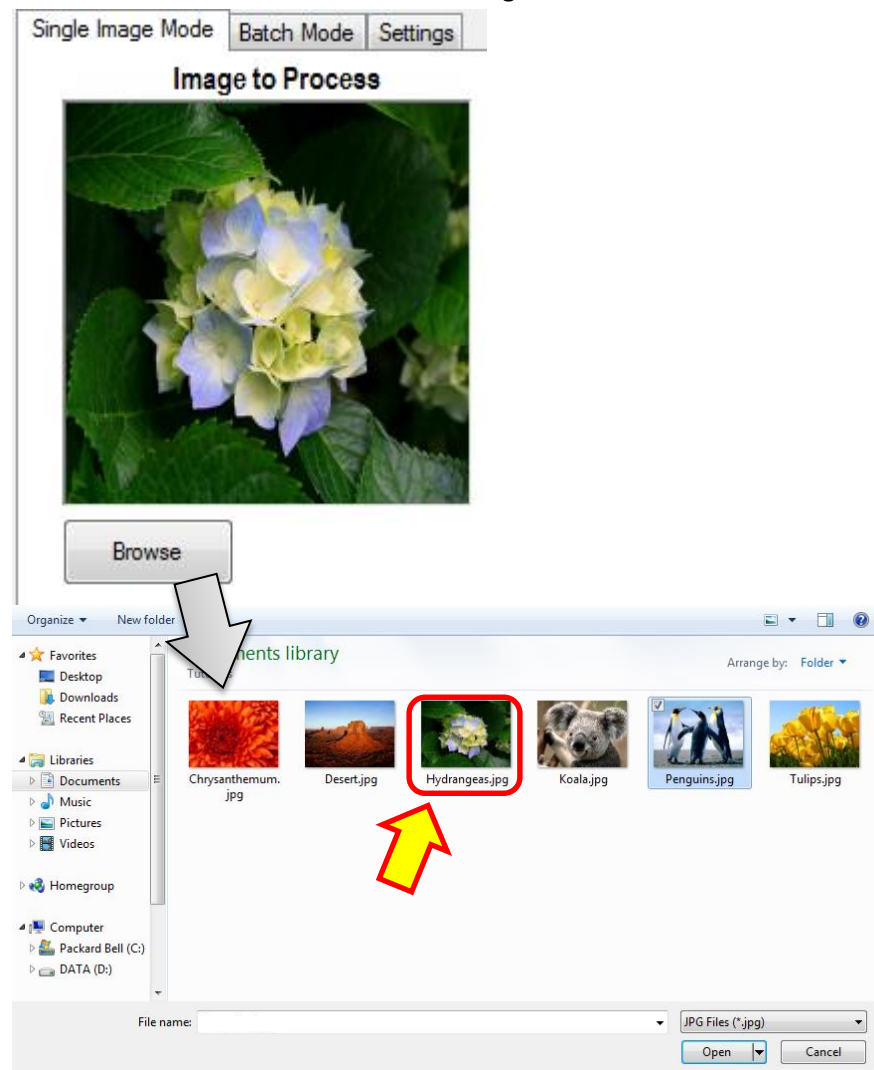 Single Image Mode Batch Mode Settings
Image to Process
Browse
Organize New folder
Favorites
Desktop
Downloads
Recent Places
Libraries
Documents
Music
Pictures
Videos
Homegroup
Computer
Packard Bell (C:)
DATA (D:)
library
Arrange by: Folder
Chrysanthemum.
jpg
Desert.jpg
Hydrangeas.jpg
Koala.jpg
Penguins.jpg
Tulips.jpg
File name:
JPG Files (*.jpg)
Open Cancel